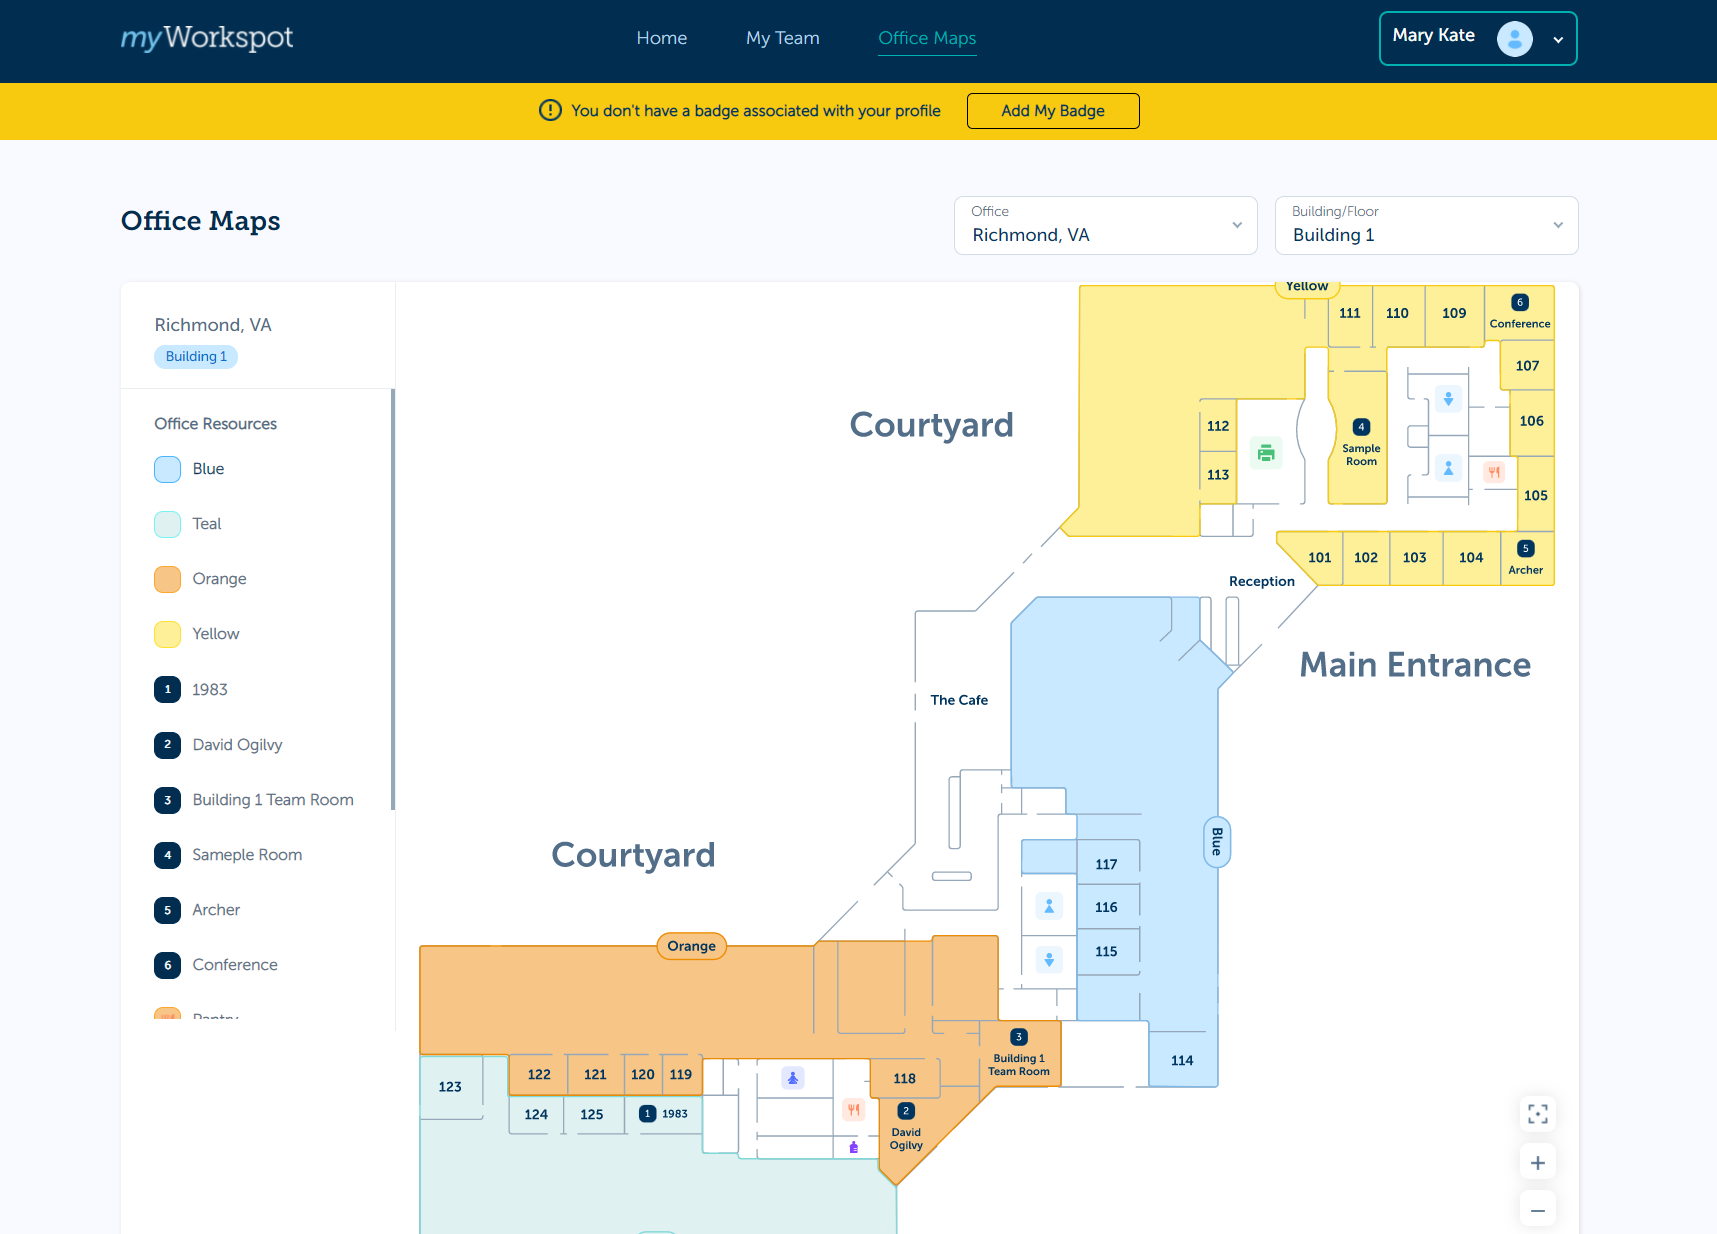 myWorkspot
Home
My Team
Office Maps
Mary Kate
You don't have a badge associated with your profile
Add My Badge
Office Maps
Office
Richmond, VA
Building/Floor
Building 1
Richmond, VA
Building 1
Office Resources
Blue
Teal
Orange
Yellow
1 1983
2 David Ogilvy
3 Building 1 Team Room
4 Sameple Room
5 Archer
6 Conference
Pantry
Yellow
111
110
109
6
Conference
107
106
105
112
113
4
Sample
Room
101
102
103
104
5
Archer
Courtyard
Reception
Main Entrance
The Cafe
Blue
117
116
115
114
Courtyard
Orange
3
Building 1
Team Room
123
122
121
120
119
118
124
125
1 1983
2
David
Ogilvy